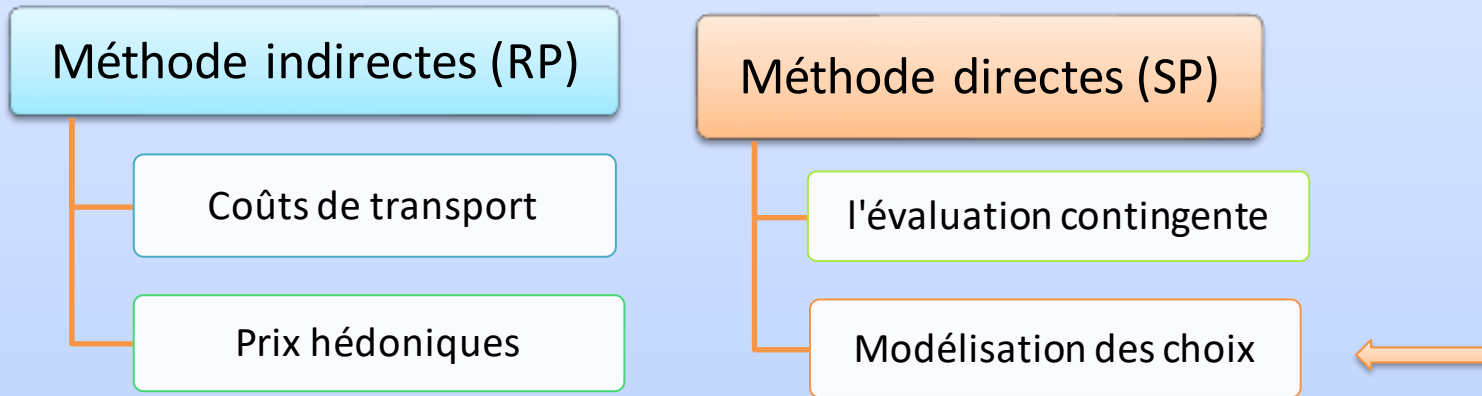 Méthode indirectes (RP)
Coûts de transport
Prix hédoniques
Méthode directes (SP)
l'évaluation contingente
Modélisation des choix